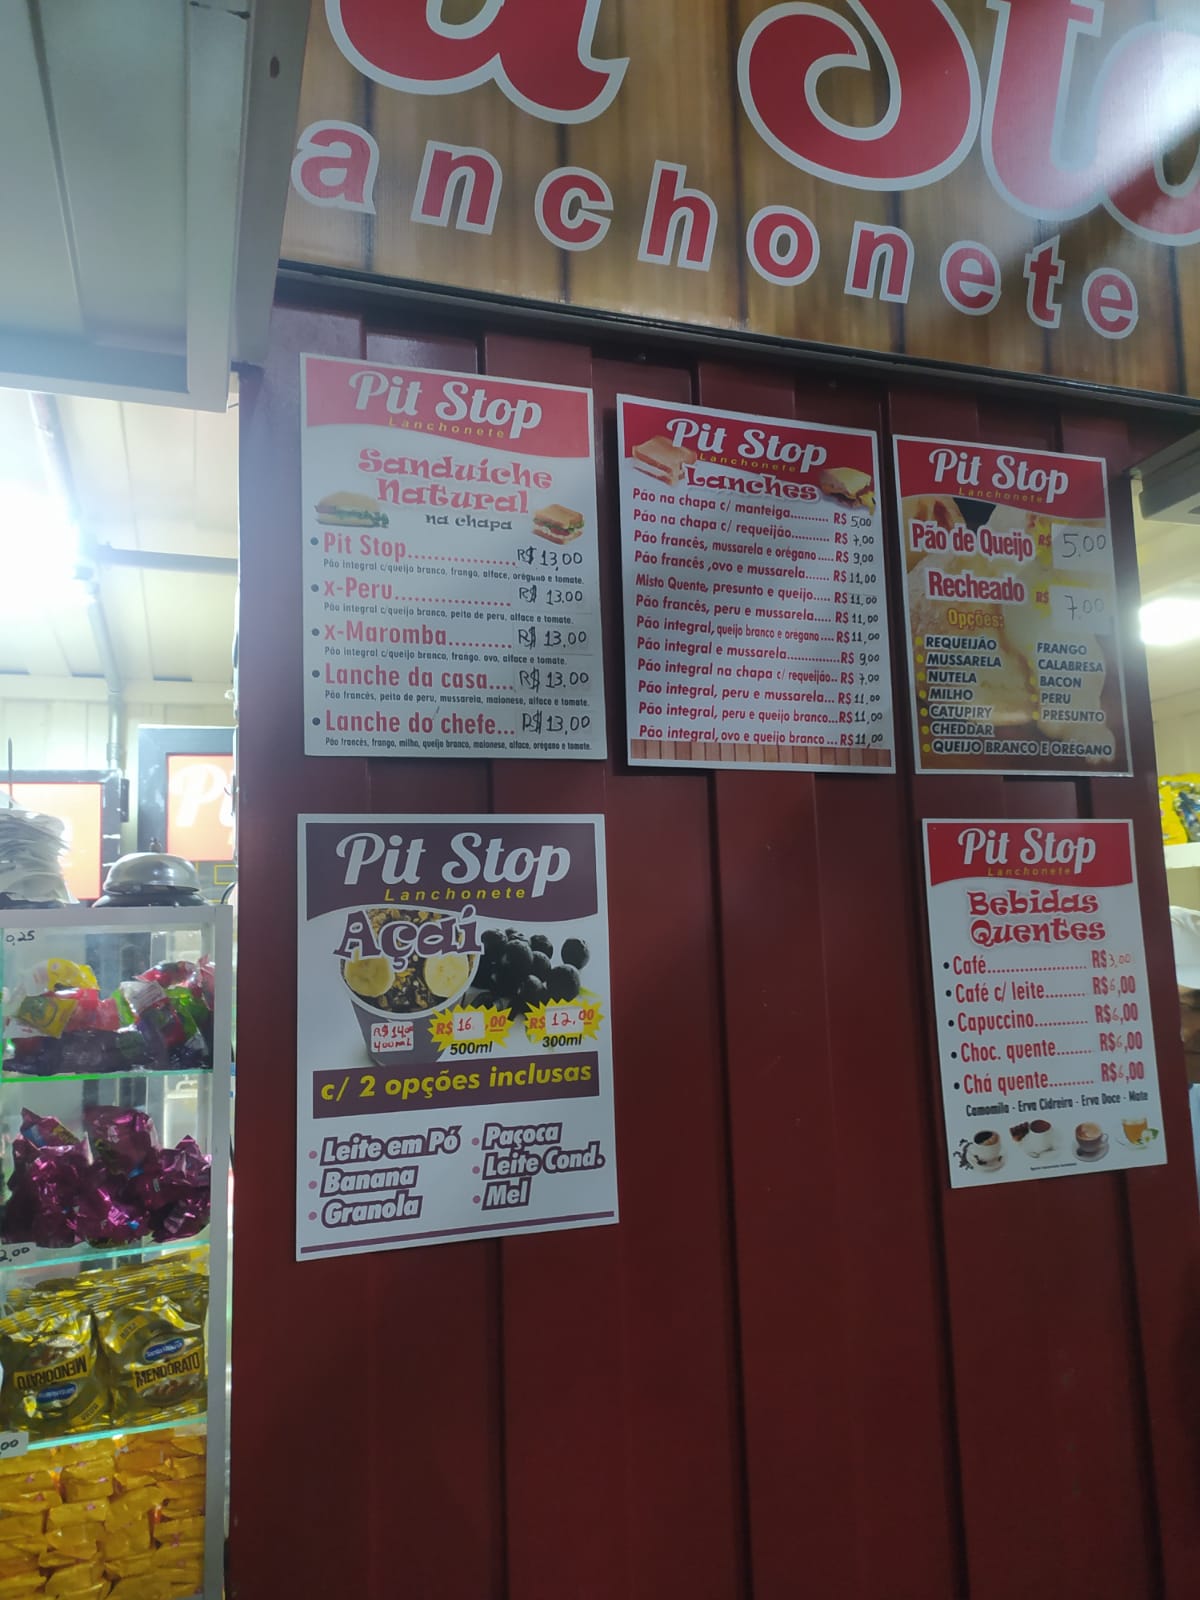 a Sto
anchonete
Pit Stop
Lanchonete
Sanduíche
Natural
na chapa
• Pit Stop............... R$ 13,00
Pão integral c/queijo branco, frango, alface, orégano e tomate.
• x-Peru.................. R$ 13,00
Pão integral c/queijo branco, peito de peru, alface e tomate.
• x-Maromba......... R$ 13,00
Pão integral c/queijo branco, frango, ovo, alface e tomate.
• Lanche da casa.... R$ 13,00
Pão francês, peito de peru, mussarela, maionese, alface e tomate.
• Lanche do chefe... R$ 13,00
Pão francês, frango, milho, queijo branco, maionese, alface, orégano e tomate.
Pit Stop
Lanchonete
Lanches
Pão na chapa c/ manteiga........... R$ 5,00
Pão na chapa c/ requeijão.. R$ 7,00
Pão francês, mussarela e orégano..... R$ 9,00
Pão francês ,ovo e mussarela....... R$ 11,00
Misto Quente, presunto e queijo..... R$ 11,00
Pão francês, peru e mussarela... R$ 11,00
Pão integral, queijo branco e orégano.... R$ 11,00
Pão integral e mussarela................ R$ 9,00
Pão integral na chapa c/ requeijão.. R$ 7,00
Pão integral, peru e mussarela... R$ 11,00
Pão integral, peru e queijo branco... R$ 11,00
Pão integral, ovo e queijo branco ... R$ 11,00
Pit Stop
Lanchonete
Pão de Queijo R$ 5.00
Recheado R$ 7.00
Opções:
REQUEIJÃO
MUSSARELA
NUTELA
MILHO
CATUPIRY
CHEDDAR
QUEIJO BRANCO E ORÉGANO
FRANGO
CALABRESA
BACON
PERU
PRESUNTO
Pit Stop
Lanchonete
Açaí
R$ 14,00
400ML
R$ 16,00
500ml
R$ 12,00
300ml
c/ 2 opções inclusas
• Leite em Pó
• Banana
• Granola
• Paçoca
• Leite Cond.
• Mel
Pit Stop
Lanchonete
Bebidas
Quentes
• Café........................ R$ 3,00
• Café c/ leite......... R$ 6,00
• Capuccino............ R$ 6,00
• Choc. quente........ R$ 6,00
• Chá quente.......... R$ 6,00
Camomila - Erva Cidreira - Erva Doce - Mate
0,25
2,00
,00
MENDORATO
MENDORATO